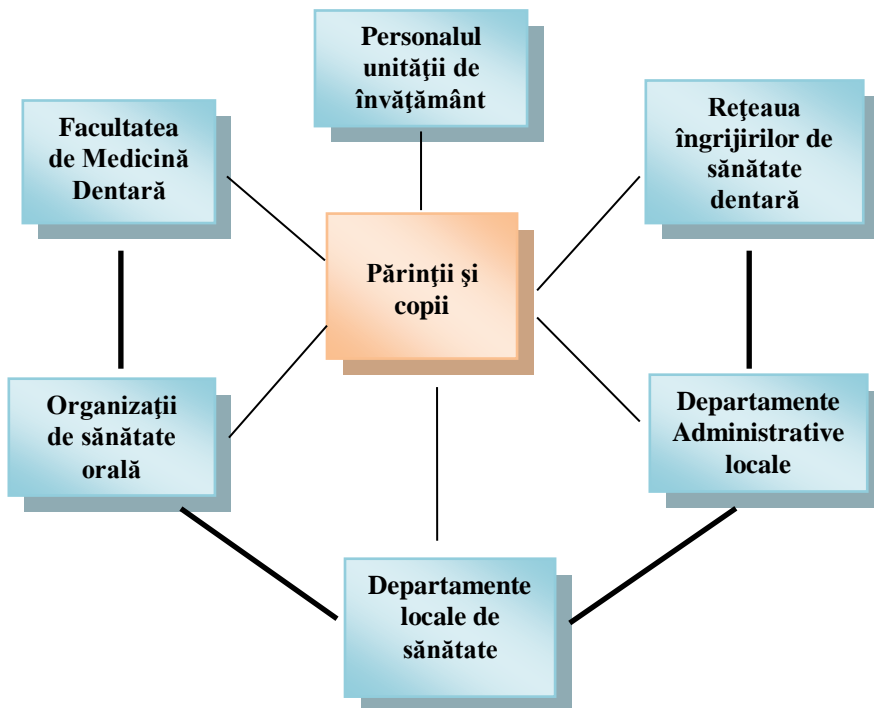 Personalul
unităţii de
învăţământ
Facultatea
de Medicină
Dentară
Reţeaua
îngrijirilor de
sănătate
dentară
Părinţii şi
copii
Organizaţii
de sănătate
orală
Departamente
Administrative
locale
Departamente
locale de
sănătate